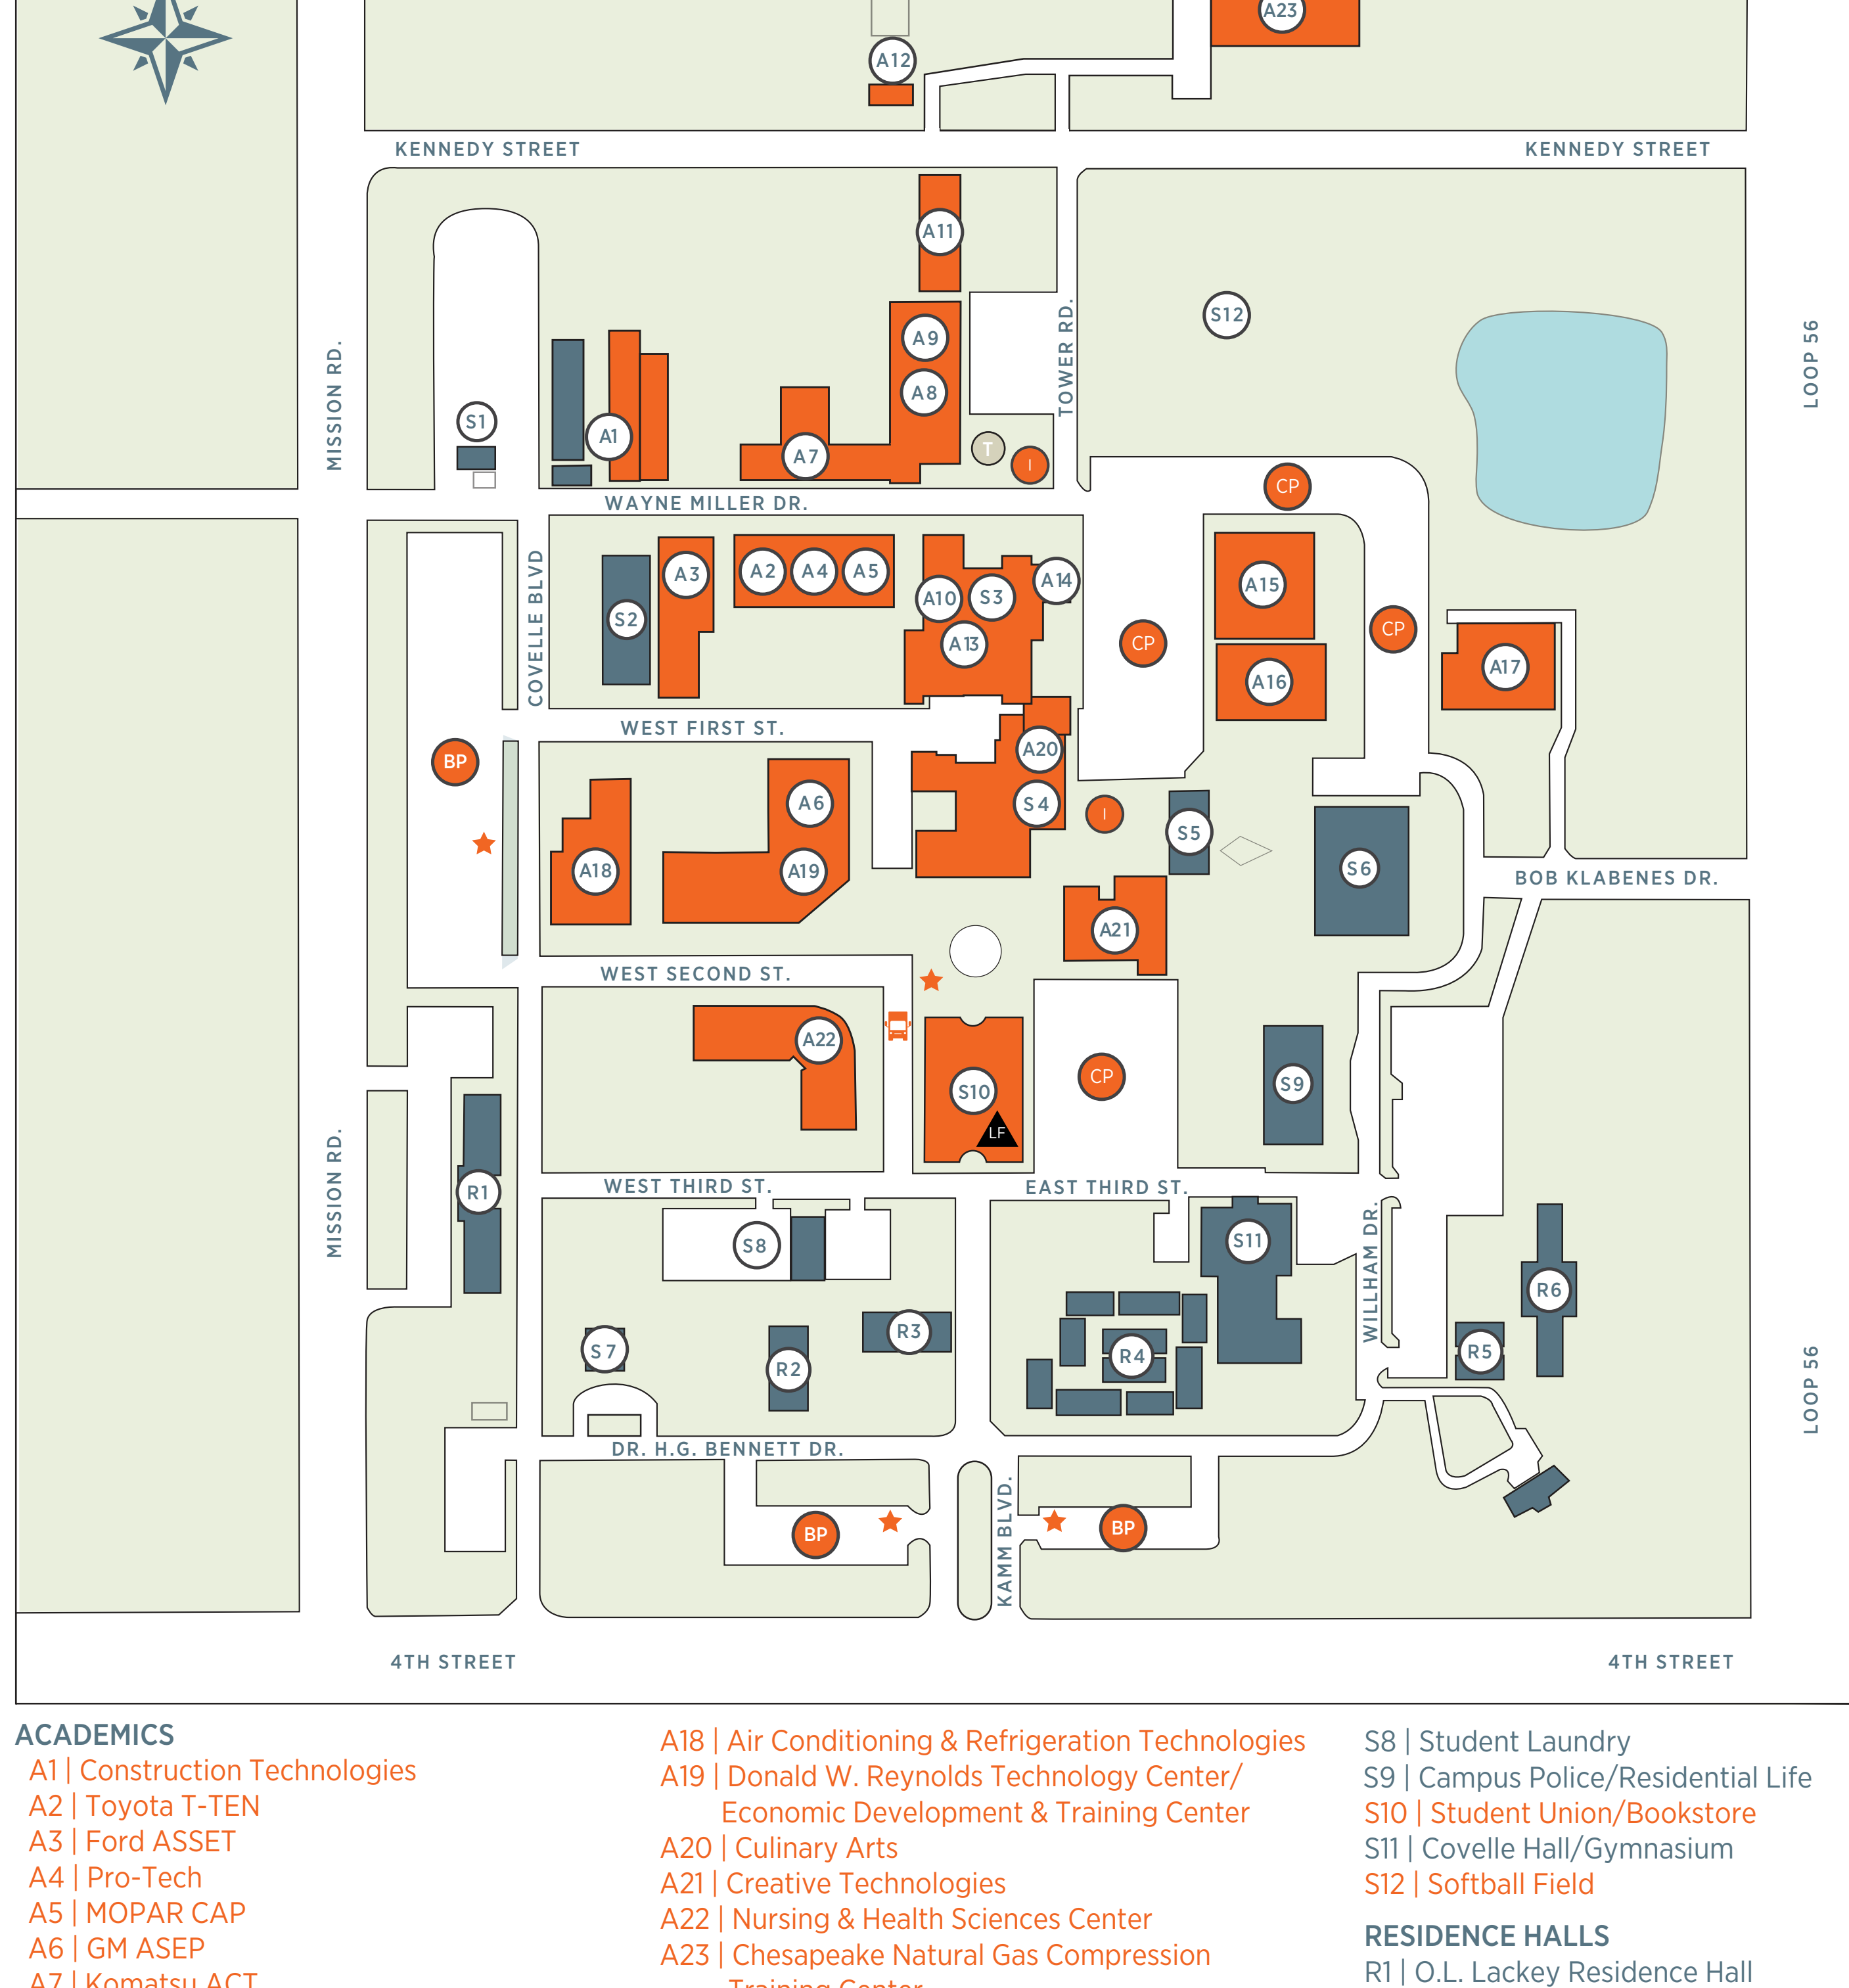 A23
A12
KENNEDY STREET
KENNEDY STREET
A11
S12
A9
A8
TOWER RD.
LOOP 56
MISSION RD.
S1
A1
A7
T
I
CP
WAYNE MILLER DR.
COVELLE BLVD
S2
A3
A2
A4
A5
A10
S3
A14
A13
CP
A15
CP
A16
A17
WEST FIRST ST.
BP
A20
A6
S4
I
S5
A18
A19
S6
BOB KLABENES DR.
A21
WEST SECOND ST.
A22
S10
LF
CP
S9
MISSION RD.
R1
WEST THIRD ST.
EAST THIRD ST.
S8
S11
WILLHAM DR.
R6
S7
R2
R3
R4
R5
LOOP 56
DR. H.G. BENNETT DR.
BP
KAMM BLVD.
BP
4TH STREET
4TH STREET
ACADEMICS
A1 | Construction Technologies
A2 | Toyota T-TEN
A3 | Ford ASSET
A4 | Pro-Tech
A5 | MOPAR CAP
A6 | GM ASEP
A7 | Komatsu ACT
A18 | Air Conditioning & Refrigeration Technologies
A19 | Donald W. Reynolds Technology Center/
Economic Development & Training Center
A20 | Culinary Arts
A21 | Creative Technologies
A22 | Nursing & Health Sciences Center
A23 | Chesapeake Natural Gas Compression
Training Center
S8 | Student Laundry
S9 | Campus Police/Residential Life
S10 | Student Union/Bookstore
S11 | Covelle Hall/Gymnasium
S12 | Softball Field
RESIDENCE HALLS
R1 | O.L. Lackey Residence Hall